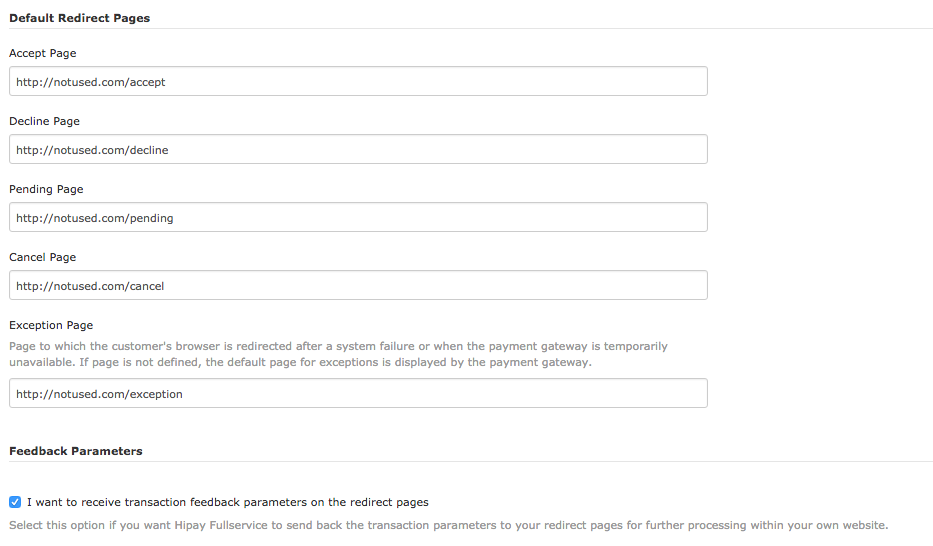 Default Redirect Pages
Accept Page
http://notused.com/accept
Decline Page
http://notused.com/decline
Pending Page
http://notused.com/pending
Cancel Page
http://notused.com/cancel
Exception Page
Page to which the customer's browser is redirected after a system failure or when the payment gateway is temporarily
unavailable. If page is not defined, the default page for exceptions is displayed by the payment gateway.
http://notused.com/exception
Feedback Parameters
I want to receive transaction feedback parameters on the redirect pages
Select this option if you want Hipay Fullservice to send back the transaction parameters to your redirect pages for further processing within your own website.